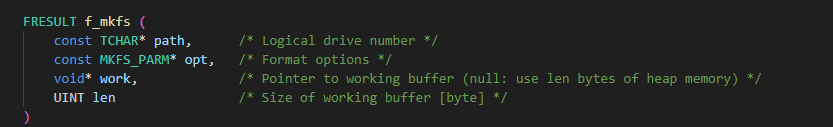 FRESULT f_mkfs (
    const TCHAR* path,      /* Logical drive number */
    const MKFS_PARM* opt,   /* Format options */
    void* work,             /* Pointer to working buffer (null: use len bytes of heap memory) */
    UINT len                /* Size of working buffer [byte] */
)